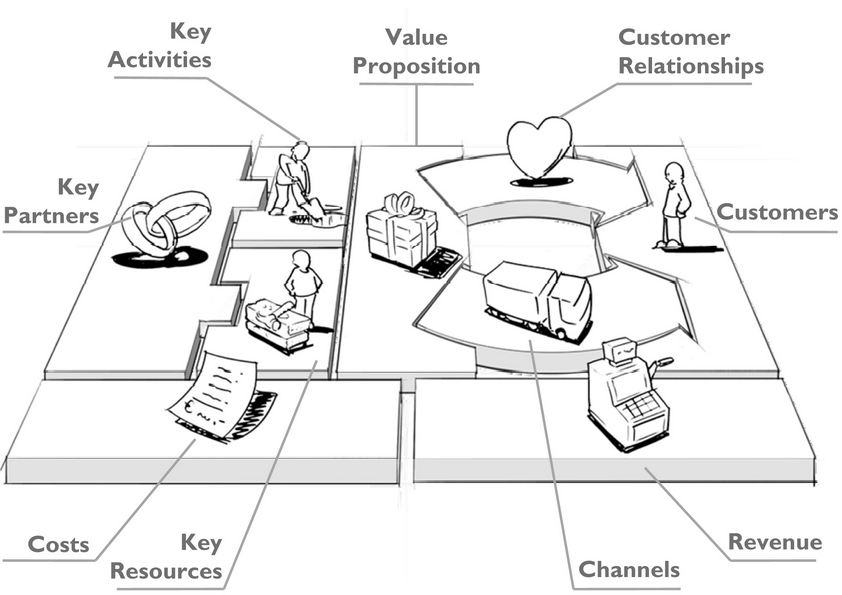 Key
Activities
Value
Proposition
Customer
Relationships
Key
Partners
Customers
Costs
Key
Resources
Channels
Revenue